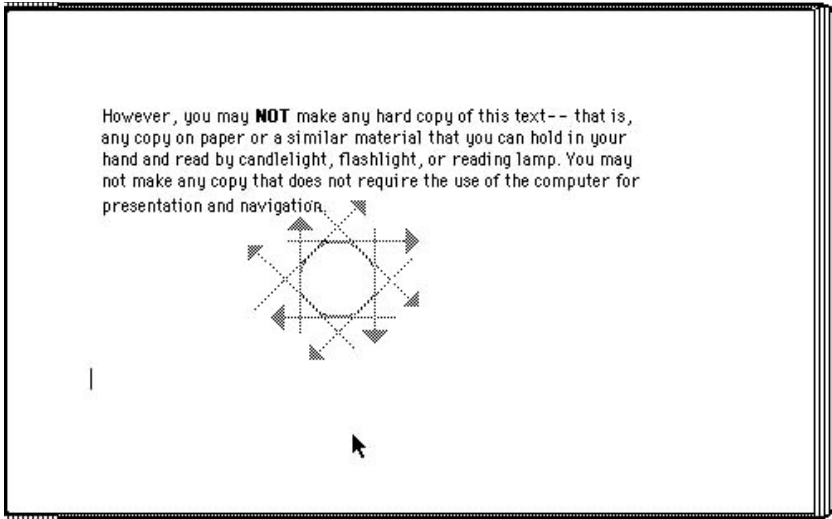 However, you may NOT make any hard copy of this text-- that is,
any copy on paper or a similar material that you can hold in your
hand and read by candlelight, flashlight, or reading lamp. You may
not make any copy that does not require the use of the computer for
presentation and navigation.